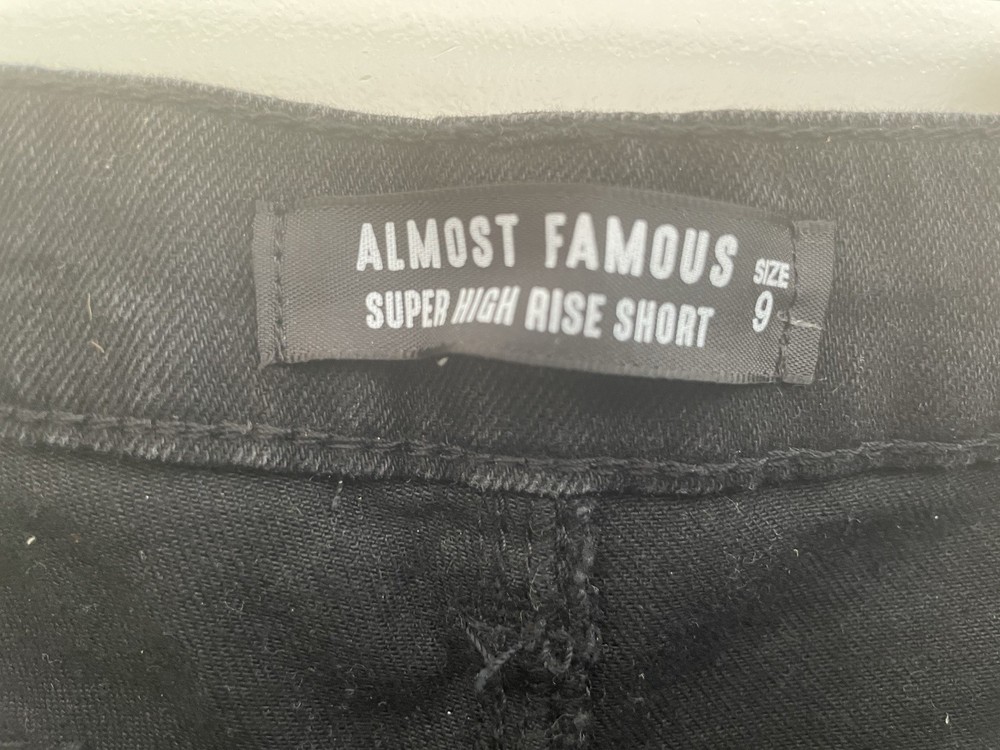 ALMOST FAMOUS
SUPER HIGH RISE SHORT
SIZE
9